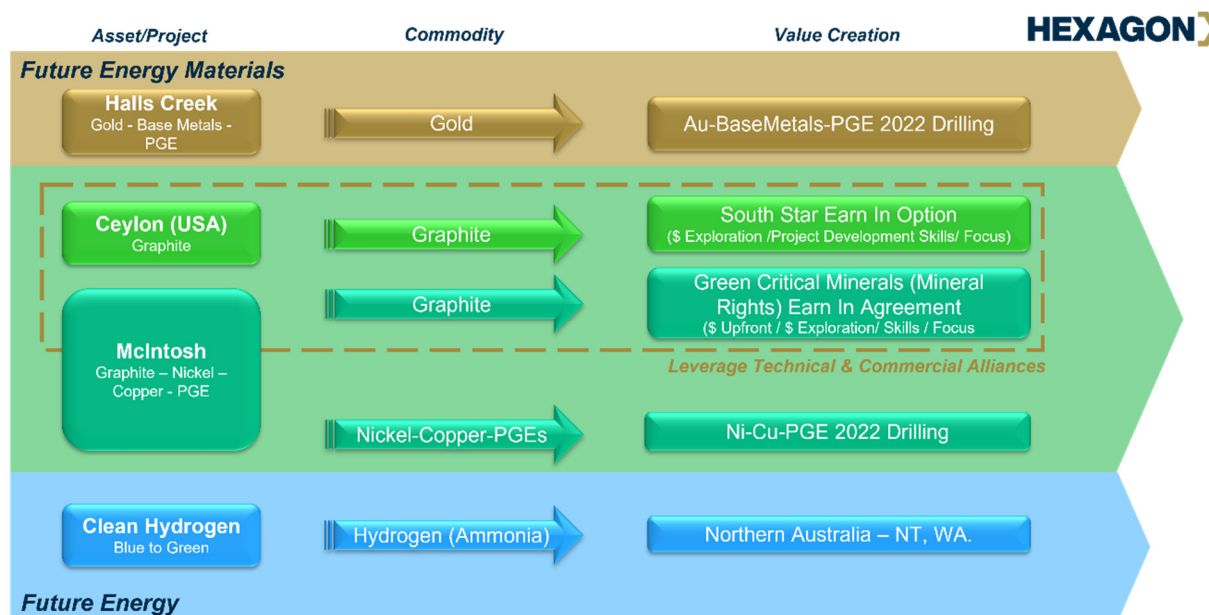 Asset/Project
Commodity
Value Creation
HEXAGON
Future Energy Materials
Halls Creek
Gold - Base Metals -
PGE
Gold
Au-BaseMetals-PGE 2022 Drilling
Ceylon (USA)
Graphite
Graphite
South Star Earn In Option
($ Exploration /Project Development Skills/ Focus)
McIntosh
Graphite – Nickel –
Copper - PGE
Graphite
Green Critical Minerals (Mineral
Rights) Earn In Agreement
($ Upfront / $ Exploration/ Skills / Focus
Leverage Technical & Commercial Alliances
Nickel-Copper-PGEs
Ni-Cu-PGE 2022 Drilling
Clean Hydrogen
Blue to Green
Hydrogen (Ammonia)
Northern Australia – NT, WA.
Future Energy